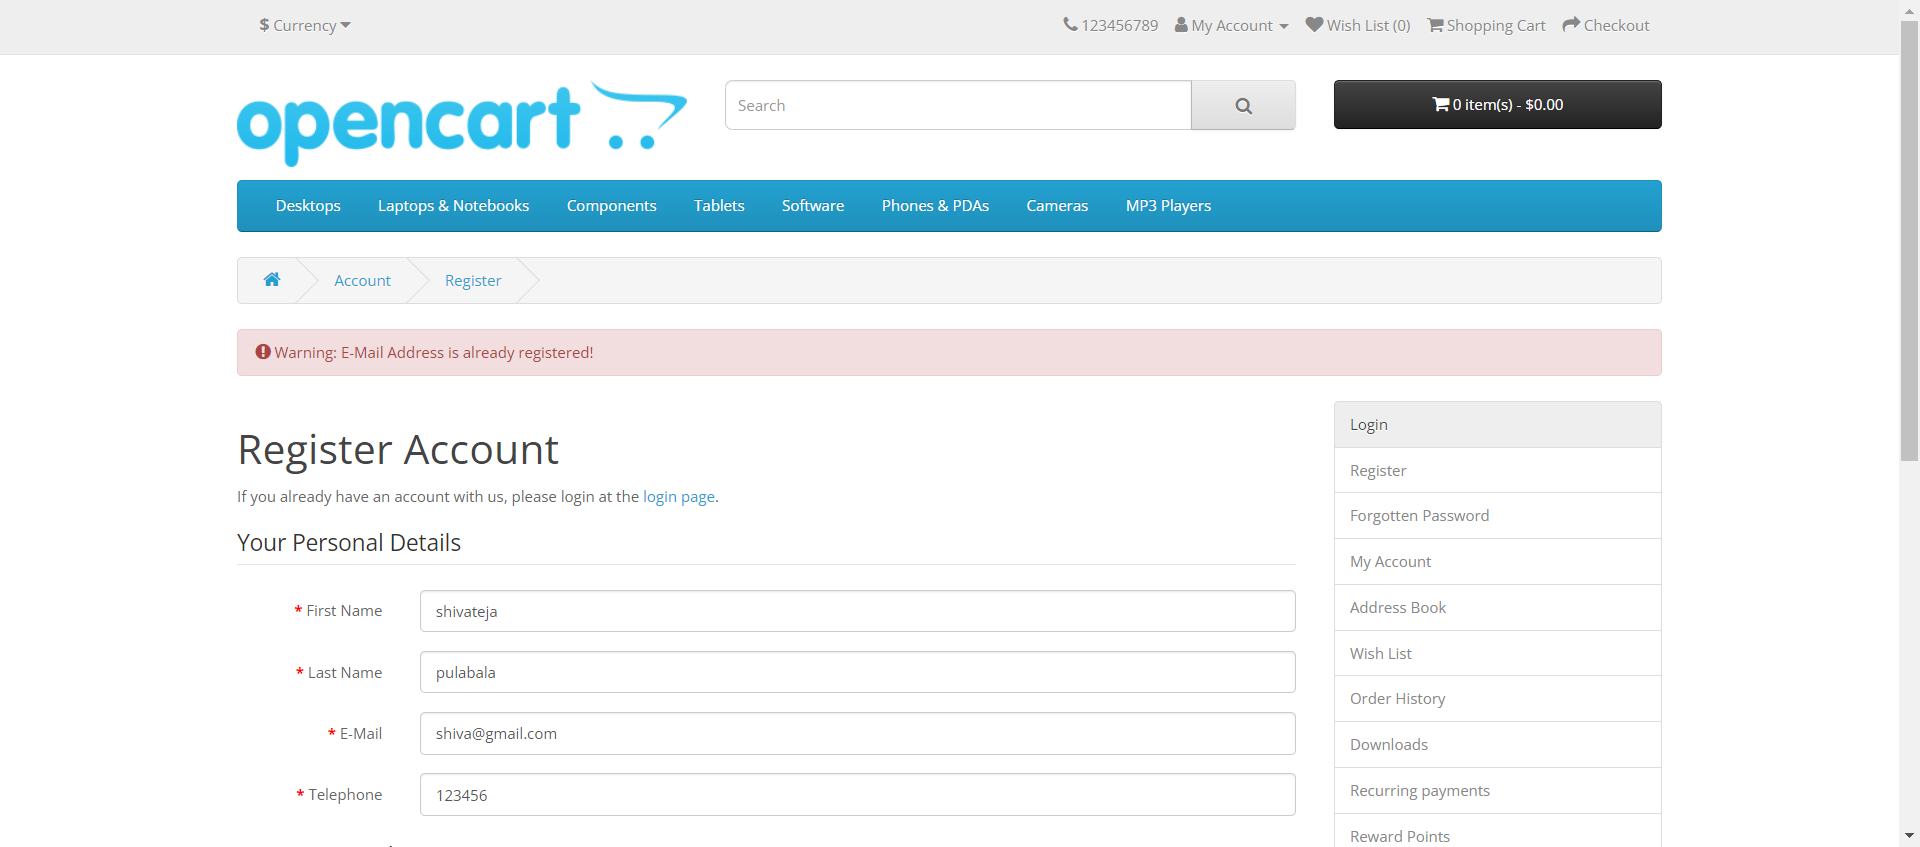 $ Currency 123456789 My Account Wish List (0) Shopping Cart Checkout
opencart
Search
0 item(s) - $0.00
Desktops Laptops & Notebooks Components Tablets Software Phones & PDAs Cameras MP3 Players
Account Register
Warning: E-Mail Address is already registered!
Register Account
If you already have an account with us, please login at the login page.
Your Personal Details
* First Name shivateja
* Last Name pulabala
* E-Mail shiva@gmail.com
* Telephone 123456
Login
Register
Forgotten Password
My Account
Address Book
Wish List
Order History
Downloads
Recurring payments
Reward Points